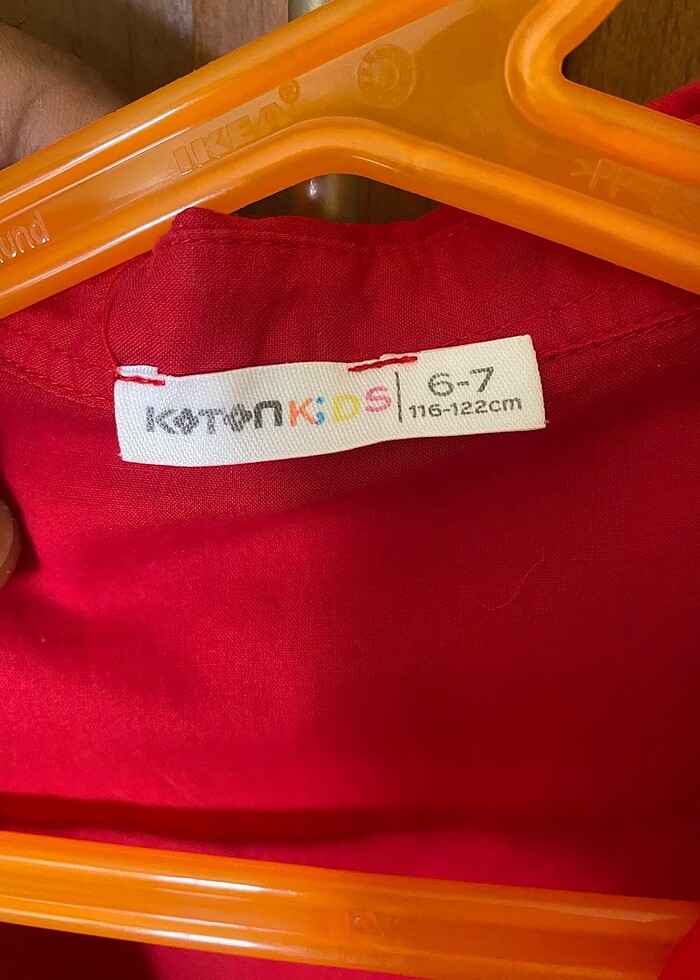 IKEA®
KOTON KiDS
6-7
116-122cm